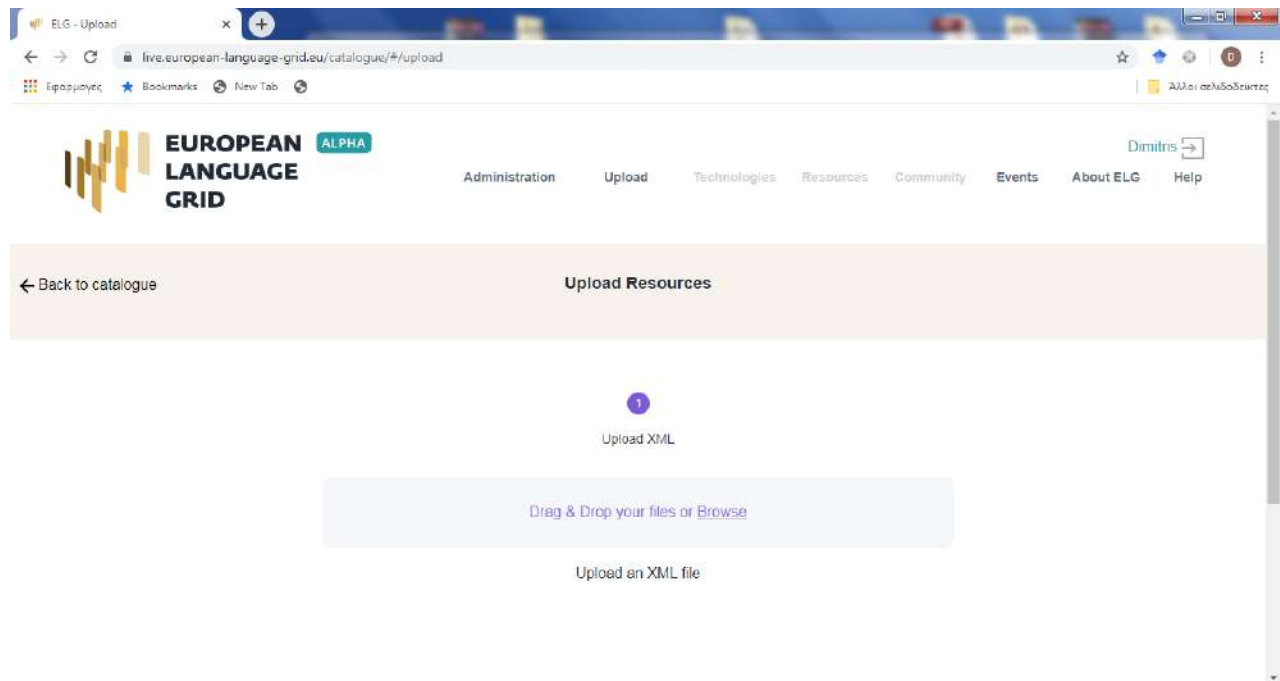 ELG - Upload
live.european-language-grid.eu/catalogue/#/upload
D
Εφαρμογές Bookmarks New Tab
Άλλοι σελιδοδείκτες
EUROPEAN LANGUAGE GRID
ALPHA
Dimitris
Administration Upload Technologies Resources Community Events About ELG Help
← Back to catalogue
Upload Resources
1
Upload XML
Drag & Drop your files or Browse
Upload an XML file